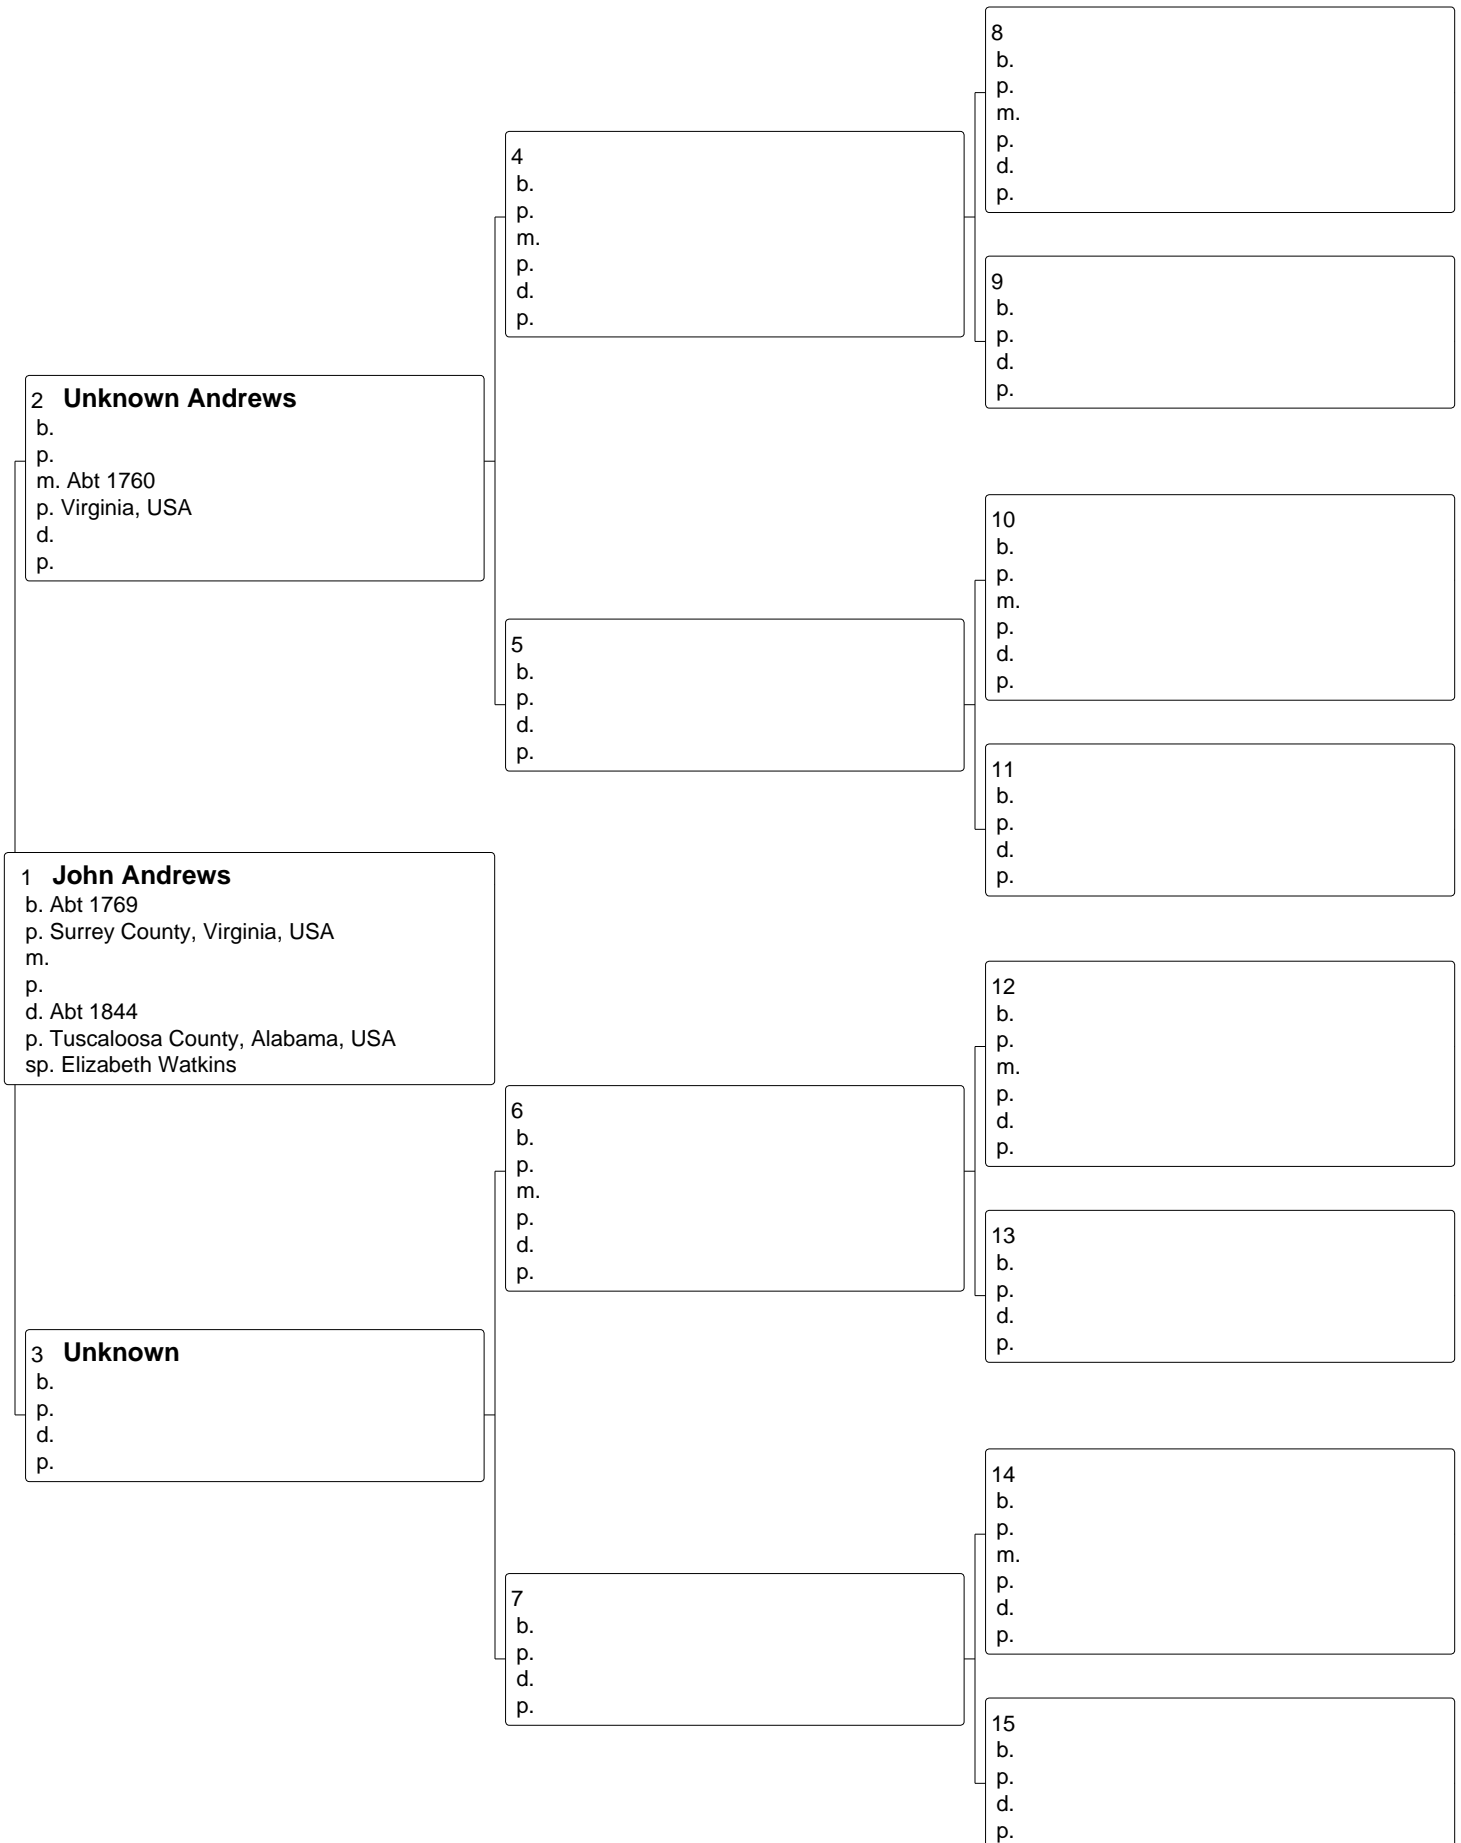 8
b.
p.
m.
p.
d.
p.
4
b.
p.
m.
p.
d.
p.
9
b.
p.
d.
p.
2 Unknown Andrews
b.
p.
m. Abt 1760
p. Virginia, USA
d.
p.
10
b.
p.
m.
p.
d.
p.
5
b.
p.
d.
p.
11
b.
p.
d.
p.
1 John Andrews
b. Abt 1769
p. Surrey County, Virginia, USA
m.
p.
d. Abt 1844
p. Tuscaloosa County, Alabama, USA
sp. Elizabeth Watkins
12
b.
p.
m.
p.
d.
p.
6
b.
p.
m.
p.
d.
p.
13
b.
p.
d.
p.
3 Unknown
b.
p.
d.
p.
14
b.
p.
m.
p.
d.
p.
7
b.
p.
d.
p.
15
b.
p.
d.
p.